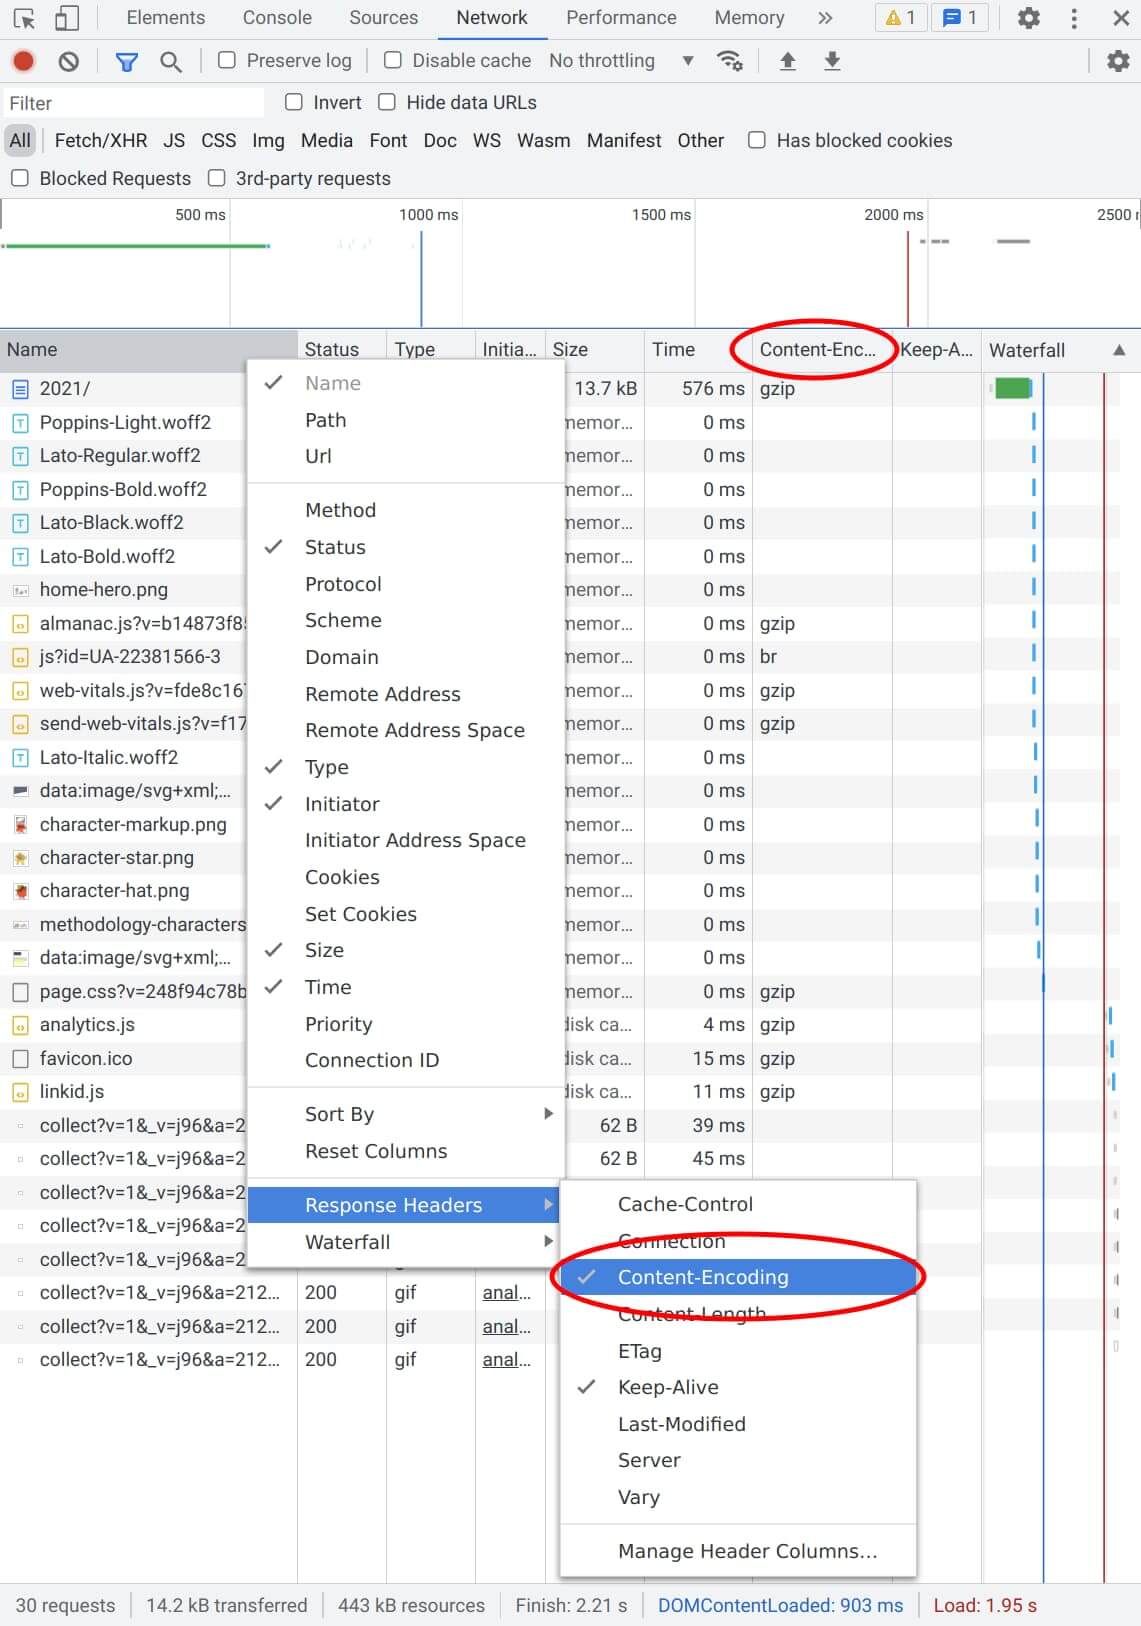 Elements Console Sources Network Performance Memory 1 1
Preserve log Disable cache No throttling
Filter Invert Hide data URLs
All Fetch/XHR JS CSS Img Media Font Doc WS Wasm Manifest Other Has blocked cookies
Blocked Requests 3rd-party requests
500 ms 1000 ms 1500 ms 2000 ms 2500
Name Status Type Initia... Size Time Content-Enc... Keep-A... Waterfall
2021/ 13.7 kB 576 ms gzip
Poppins-Light.woff2 memor... 0 ms
Lato-Regular.woff2 memor... 0 ms
Poppins-Bold.woff2 memor... 0 ms
Lato-Black.woff2 memor... 0 ms
Lato-Bold.woff2 memor... 0 ms
home-hero.png memor... 0 ms
almanac.js?v=b14873f8 memor... 0 ms gzip
js?id=UA-22381566-3 memor... 0 ms br
web-vitals.js?v=fde8c16 memor... 0 ms gzip
send-web-vitals.js?v=f17 memor... 0 ms gzip
Lato-Italic.woff2 memor... 0 ms
data:image/svg+xml;... memor... 0 ms
character-markup.png memor... 0 ms
character-star.png memor... 0 ms
character-hat.png memor... 0 ms
methodology-characters memor... 0 ms
data:image/svg+xml;... memor... 0 ms
page.css?v=248f94c78b memor... 0 ms gzip
analytics.js disk ca... 4 ms gzip
favicon.ico disk ca... 15 ms gzip
linkid.js disk ca... 11 ms gzip
collect?v=1&_v=j96&a=2 62 B 39 ms
collect?v=1&_v=j96&a=2 62 B 45 ms
collect?v=1&_v=j96&a=2
collect?v=1&_v=j96&a=2
collect?v=1&_v=j96&a=2
collect?v=1&_v=j96&a=212... 200 gif anal...
collect?v=1&_v=j96&a=212... 200 gif anal...
collect?v=1&_v=j96&a=212... 200 gif anal...
Name
Path
Url
Method
Status
Protocol
Scheme
Domain
Remote Address
Remote Address Space
Type
Initiator
Initiator Address Space
Cookies
Set Cookies
Size
Time
Priority
Connection ID
Sort By
Reset Columns
Response Headers
Waterfall
Cache-Control
Connection
Content-Encoding
Content-Length
ETag
Keep-Alive
Last-Modified
Server
Vary
Manage Header Columns...
30 requests 14.2 kB transferred 443 kB resources Finish: 2.21 s DOMContentLoaded: 903 ms Load: 1.95 s